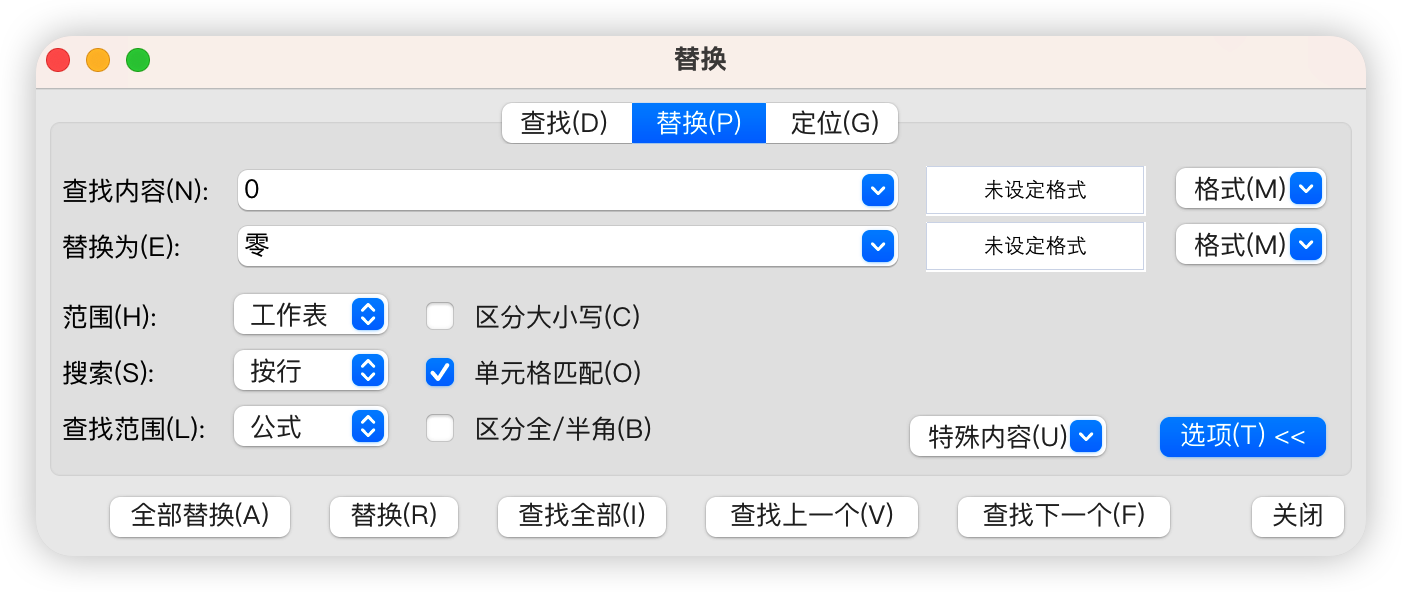 替换
查找(D) 替换(P) 定位(G)
查找内容(N): 0 未设定格式 格式(M)
替换为(E): 零 未设定格式 格式(M)
范围(H): 工作表 区分大小写(C)
搜索(S): 按行 单元格匹配(O)
查找范围(L): 公式 区分全/半角(B) 特殊内容(U) 选项(T) <<
全部替换(A) 替换(R) 查找全部(I) 查找上一个(V) 查找下一个(F) 关闭